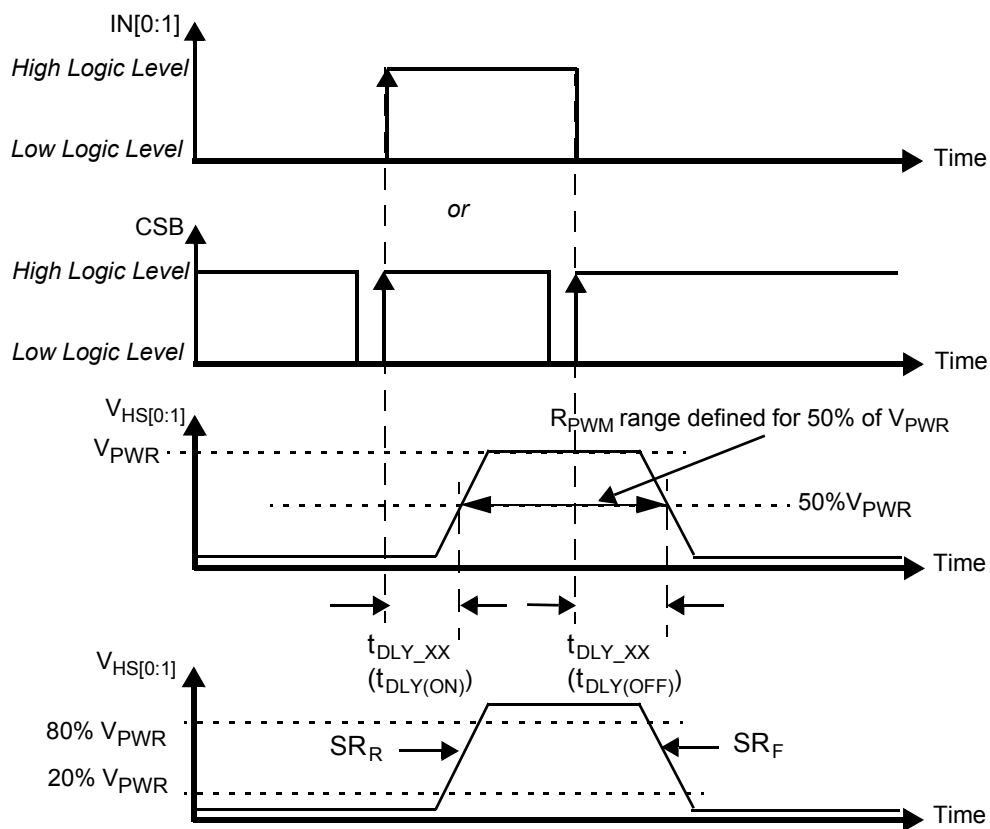 IN[0:1]
High Logic Level
Low Logic Level
Time
or
CSB
High Logic Level
Low Logic Level
Time
VHS[0:1]
RPWM range defined for 50% of VPWR
VPWR
50%VPWR
Time
tDLY_XX
(tDLY(ON))
tDLY_XX
(tDLY(OFF))
VHS[0:1]
80% VPWR
SRR
SRF
20% VPWR
Time